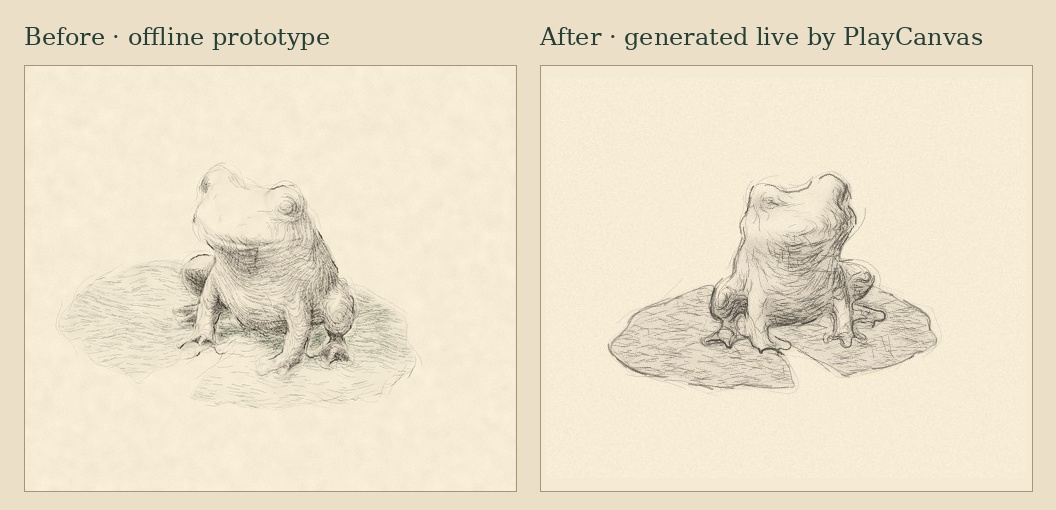 Before · offline prototype
After · generated live by PlayCanvas